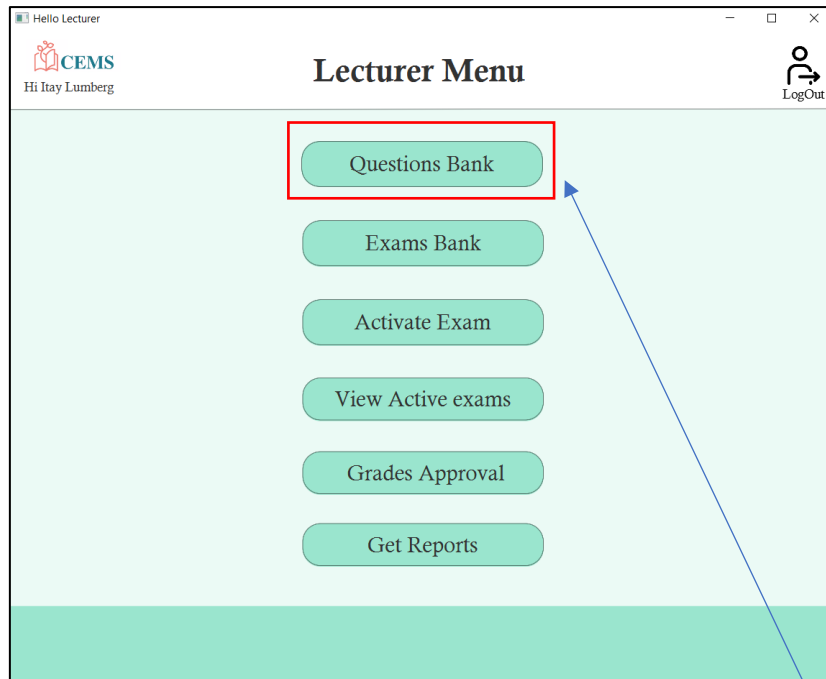 Hello Lecturer
CEMS
Hi Itay Lumberg
Lecturer Menu
LogOut
Questions Bank
Exams Bank
Activate Exam
View Active exams
Grades Approval
Get Reports